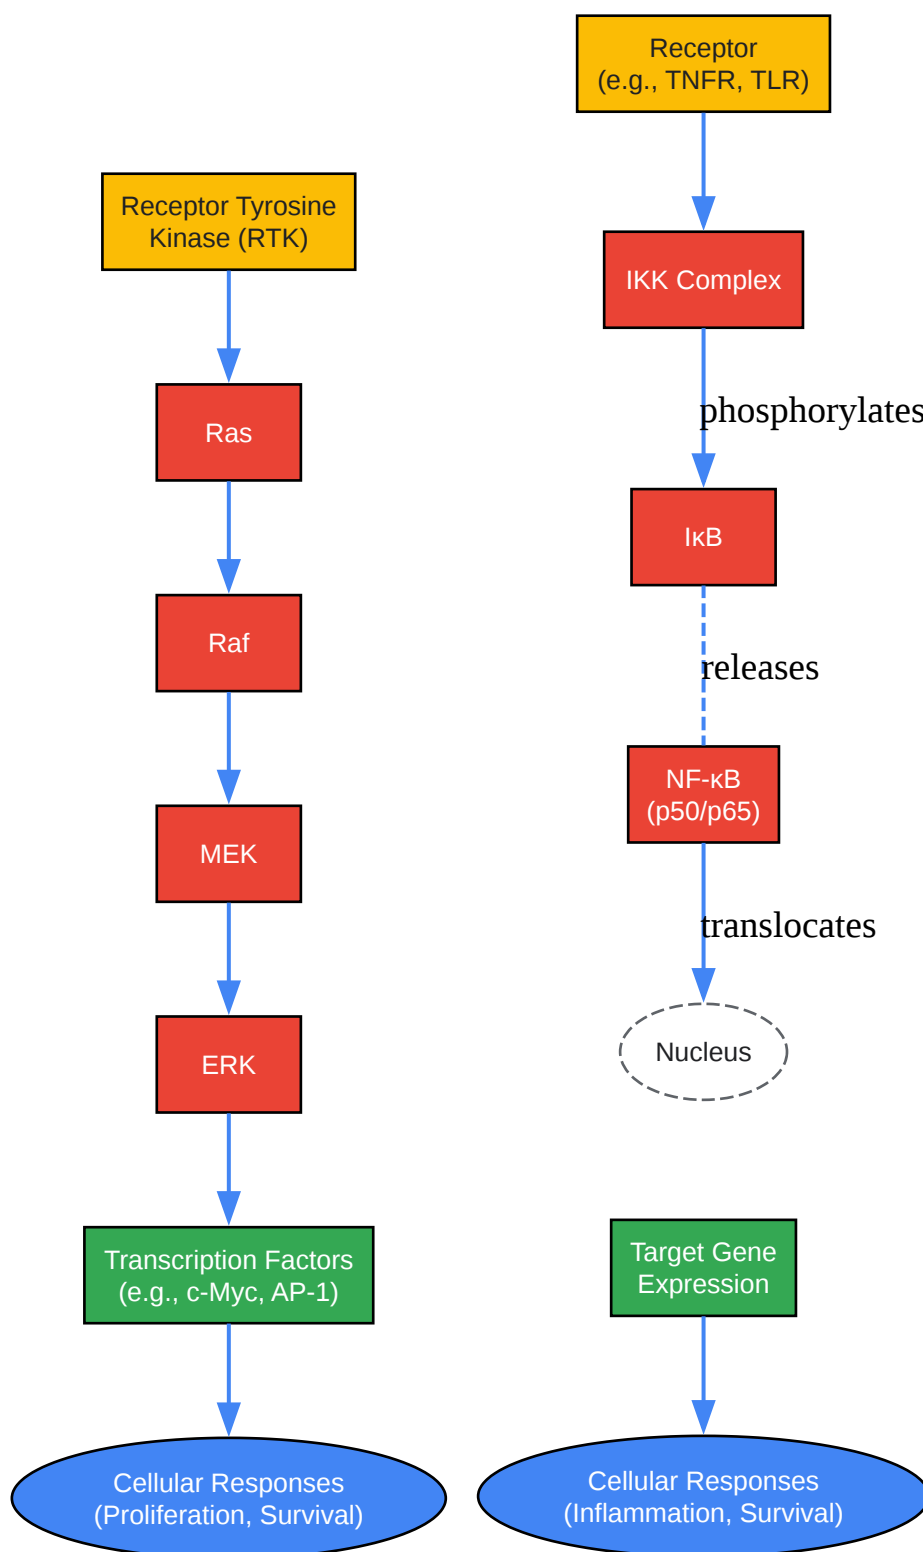 Receptor Tyrosine
Kinase (RTK)
Ras
Raf
MEK
ERK
Transcription Factors
(e.g., c-Myc, AP-1)
Cellular Responses
(Proliferation, Survival)
Receptor
(e.g., TNFR, TLR)
IKK Complex
phosphorylates
IκB
releases
NF-κB
(p50/p65)
translocates
Nucleus
Target Gene
Expression
Cellular Responses
(Inflammation, Survival)